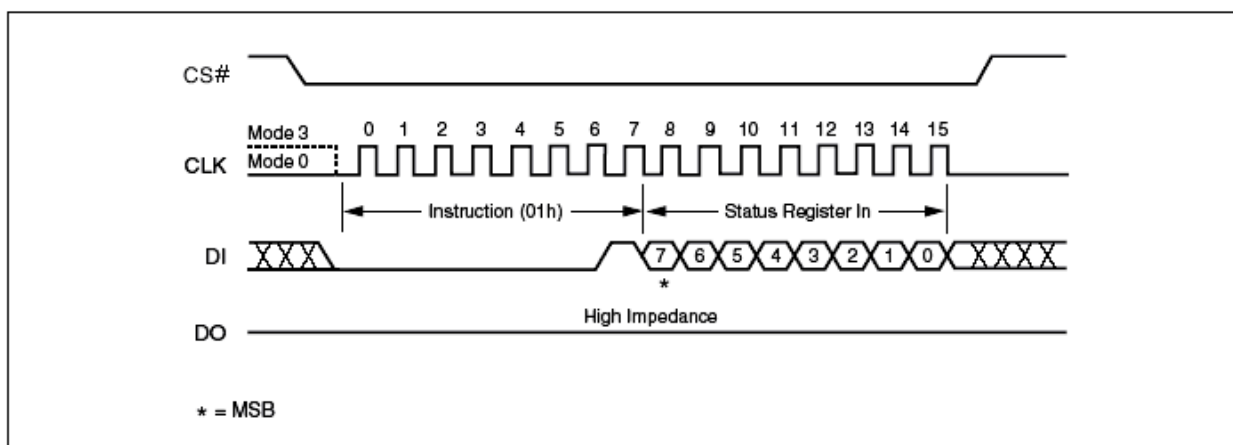 CS#
Mode 3 0 1 2 3 4 5 6 7 8 9 10 11 12 13 14 15
CLK Mode 0
Instruction (01h) Status Register In
DI 7 6 5 4 3 2 1 0
*
High Impedance
DO
* = MSB